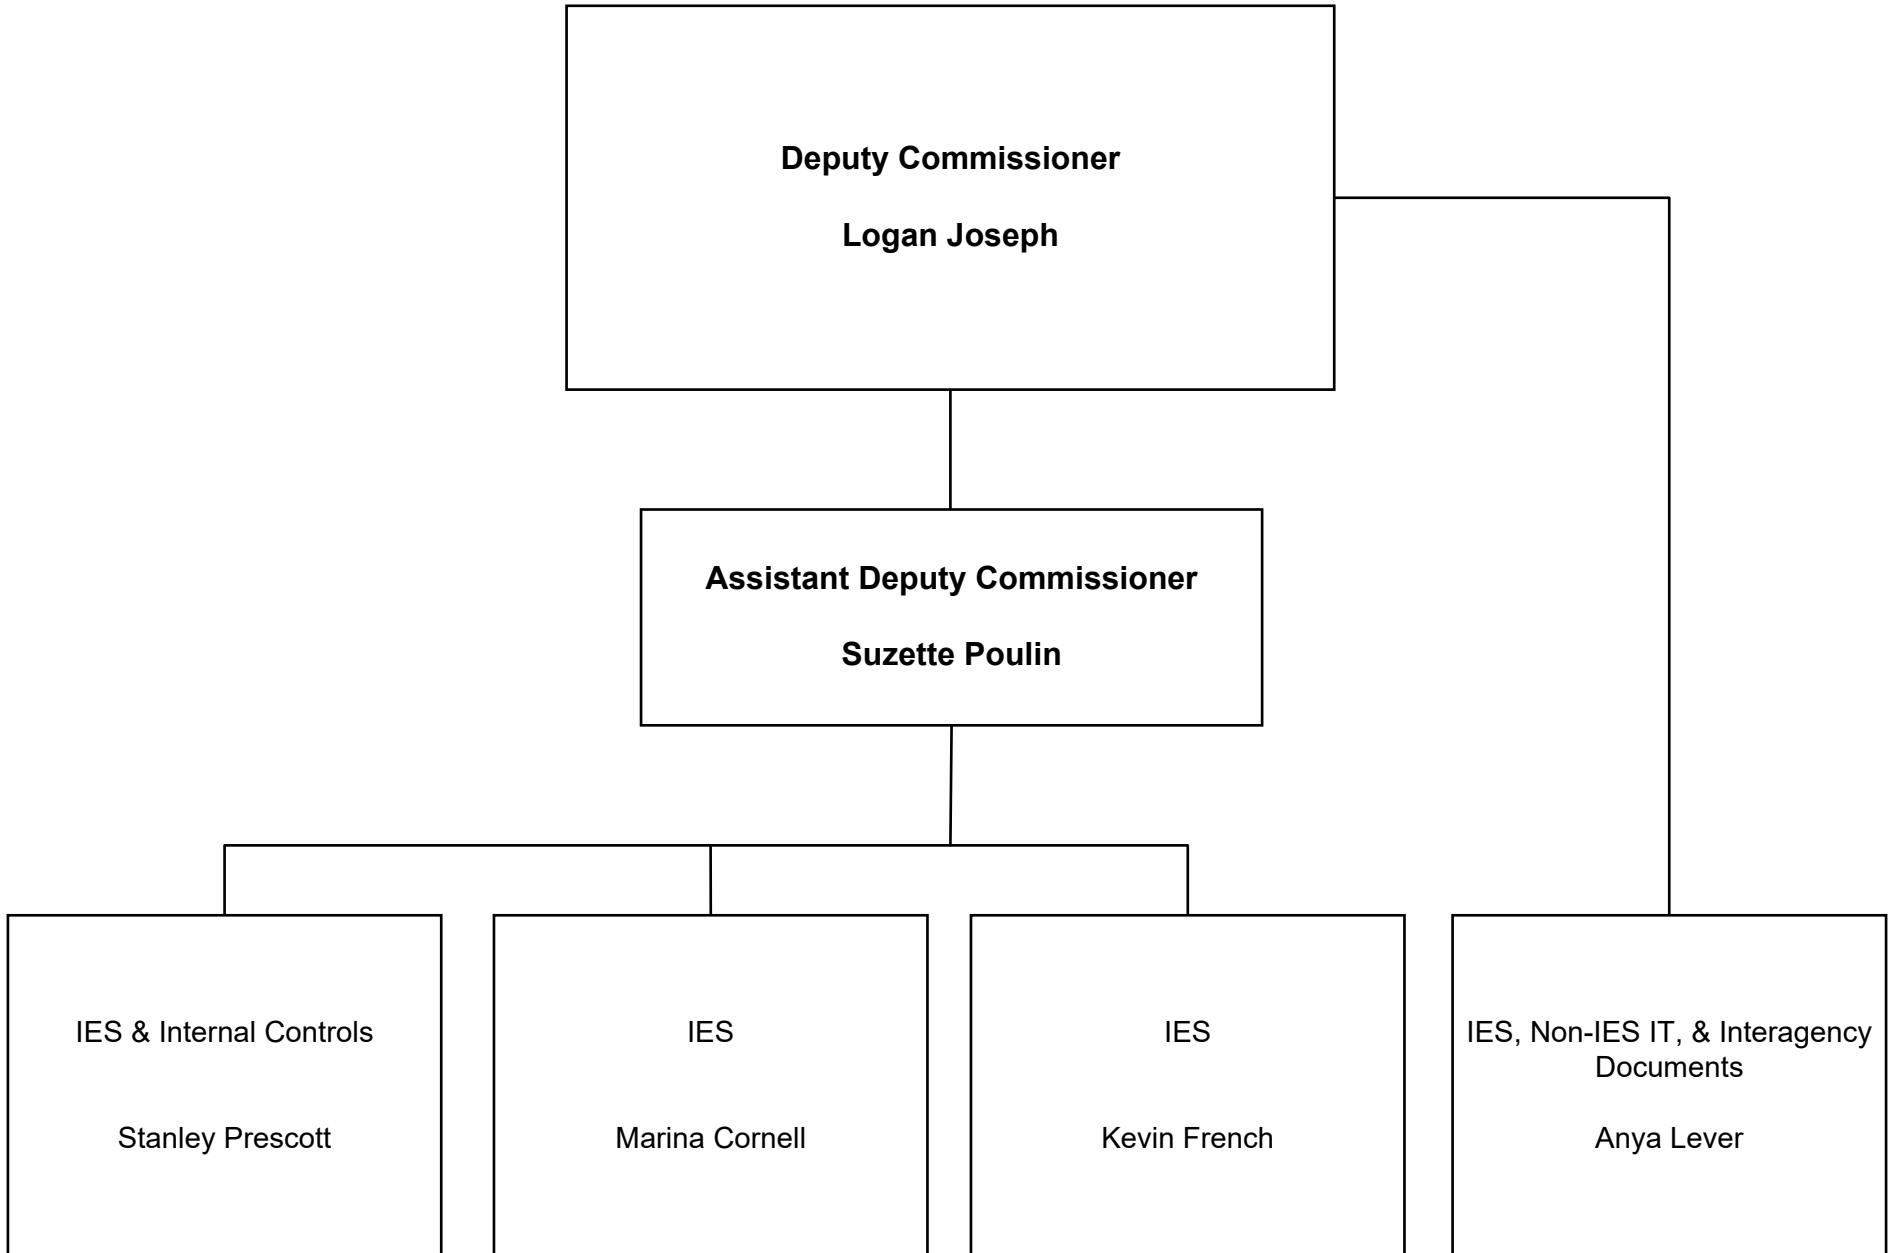 Deputy Commissioner
Logan Joseph
Assistant Deputy Commissioner
Suzette Poulin
IES & Internal Controls
Stanley Prescott
IES
Marina Cornell
IES
Kevin French
IES, Non-IES IT, & Interagency
Documents
Anya Lever